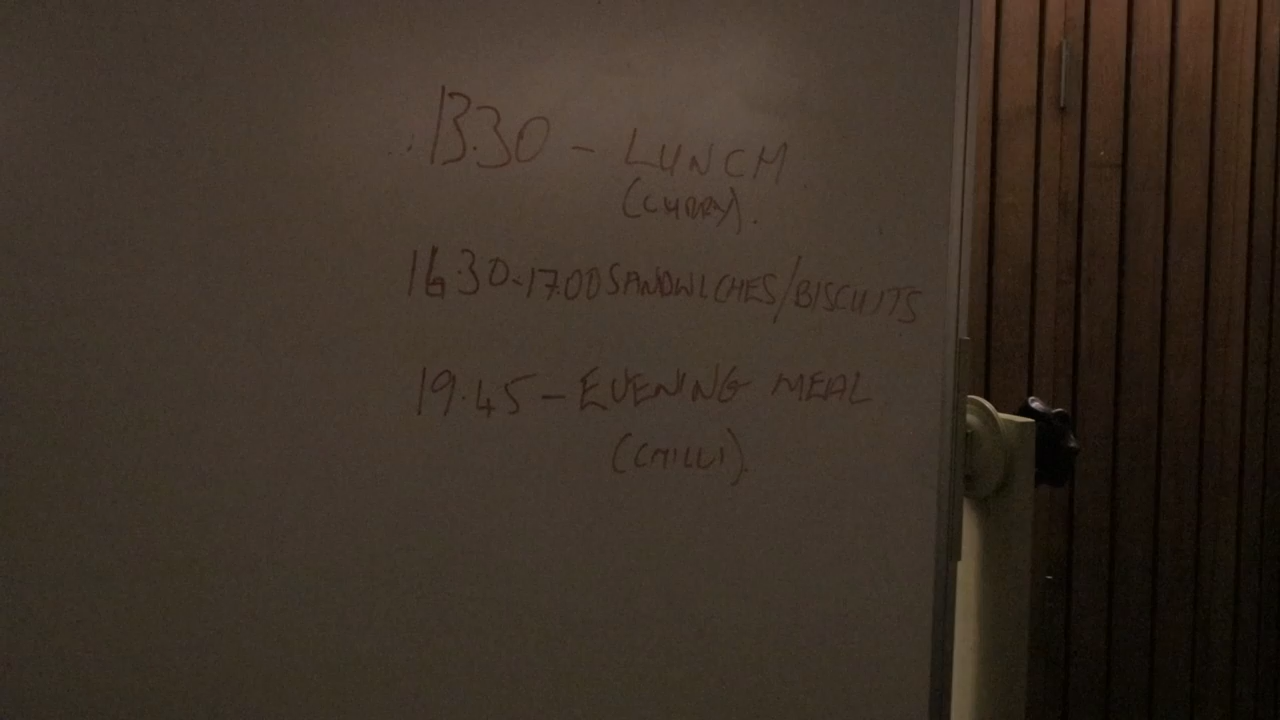 13.30 - LUNCH
(CURRY).
16.30-17.00 SANDWICHES/BISCUITS
19.45 - EVENING MEAL
(CHILLI).